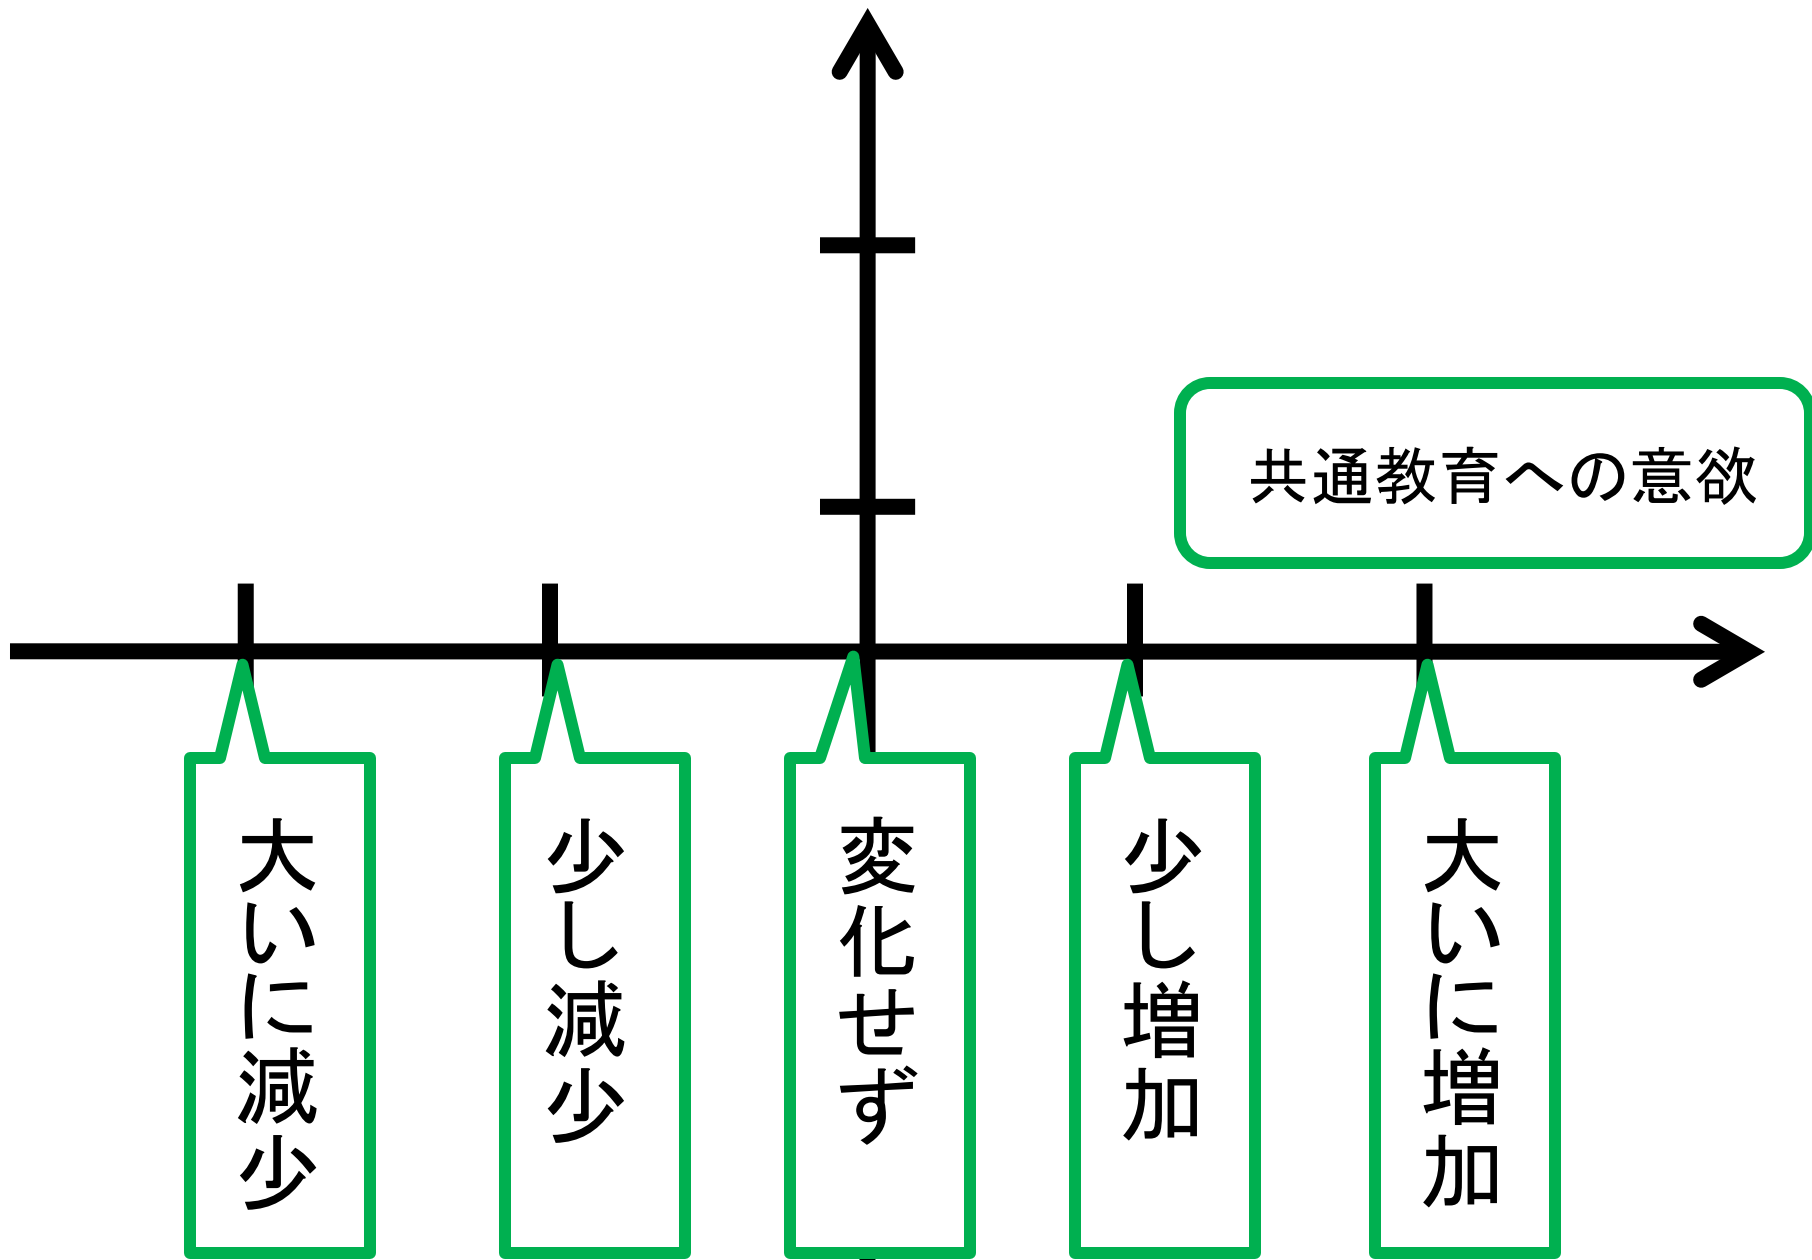 共通教育への意欲
大いに減少
少し減少
変化せず
少し増加
大いに増加